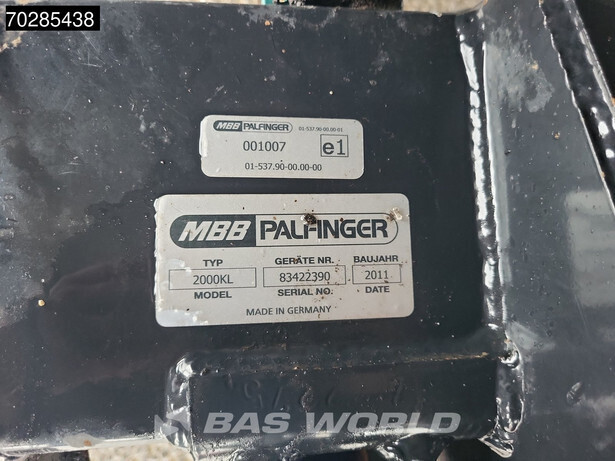 70285438
MBB PALFINGER 01-537.90-00.00-01
001007 e1
01-537.90-00.00-00
MBB PALFINGER
TYP GERÄTE NR. BAUJAHR
2000KL 83422390 2011
MODEL SERIAL NO. DATE
MADE IN GERMANY
BAS WORLD